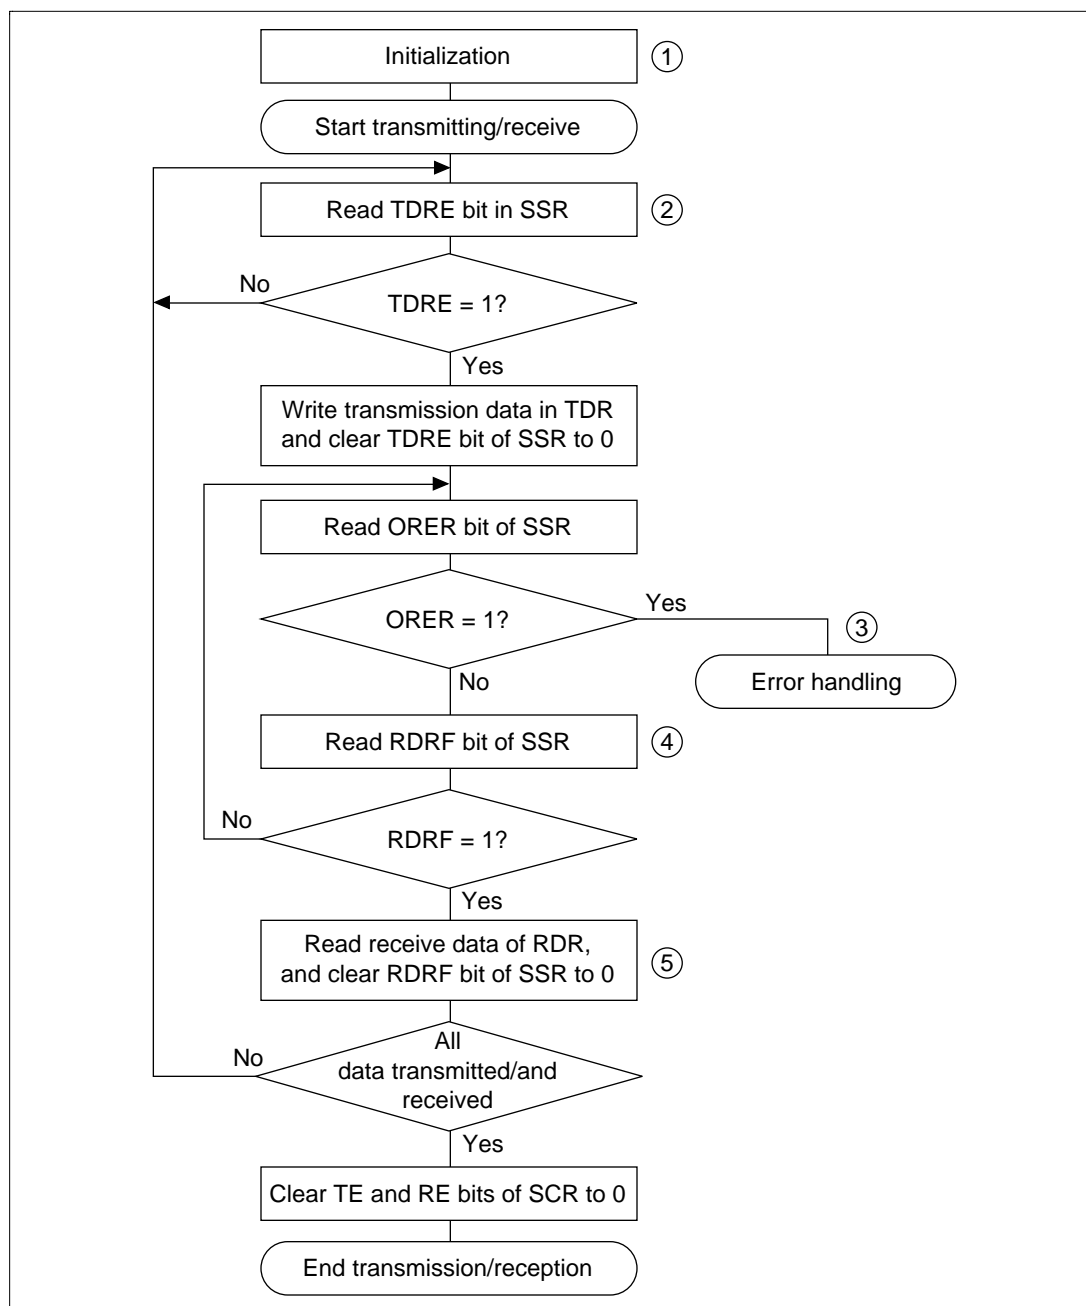 Initialization
①
Start transmitting/receive
Read TDRE bit in SSR
②
No
TDRE = 1?
Yes
Write transmission data in TDR
and clear TDRE bit of SSR to 0
Read ORER bit of SSR
ORER = 1?
Yes
③
Error handling
No
Read RDRF bit of SSR
④
No
RDRF = 1?
Yes
Read receive data of RDR,
and clear RDRF bit of SSR to 0
⑤
All
No
data transmitted/and
received
Yes
Clear TE and RE bits of SCR to 0
End transmission/reception